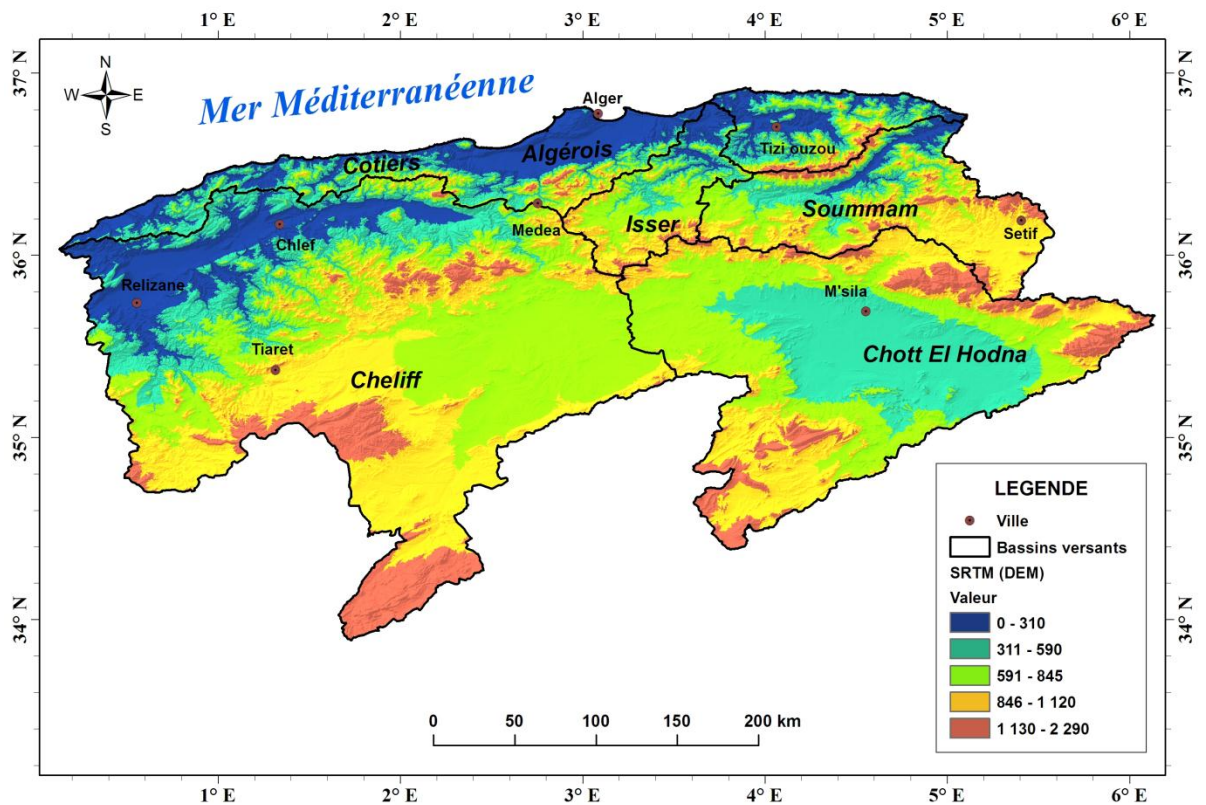 1° E 2° E 3° E 4° E 5° E 6° E
37° N 37° N
N
W E
S
Mer Méditerranéenne
Alger
Tizi ouzou
Cotiers Algérois
Soummam
Isser
Medea
Setif
Chlef
36° N 36° N
Relizane
M'sila
Tiaret
Chott El Hodna
Cheliff
35° N 35° N
34° N 34° N
LEGENDE
Ville
Bassins versants
SRTM (DEM)
Valeur
0 - 310
311 - 590
591 - 845
846 - 1 120
1 130 - 2 290
0 50 100 150 200 km
1° E 2° E 3° E 4° E 5° E 6° E